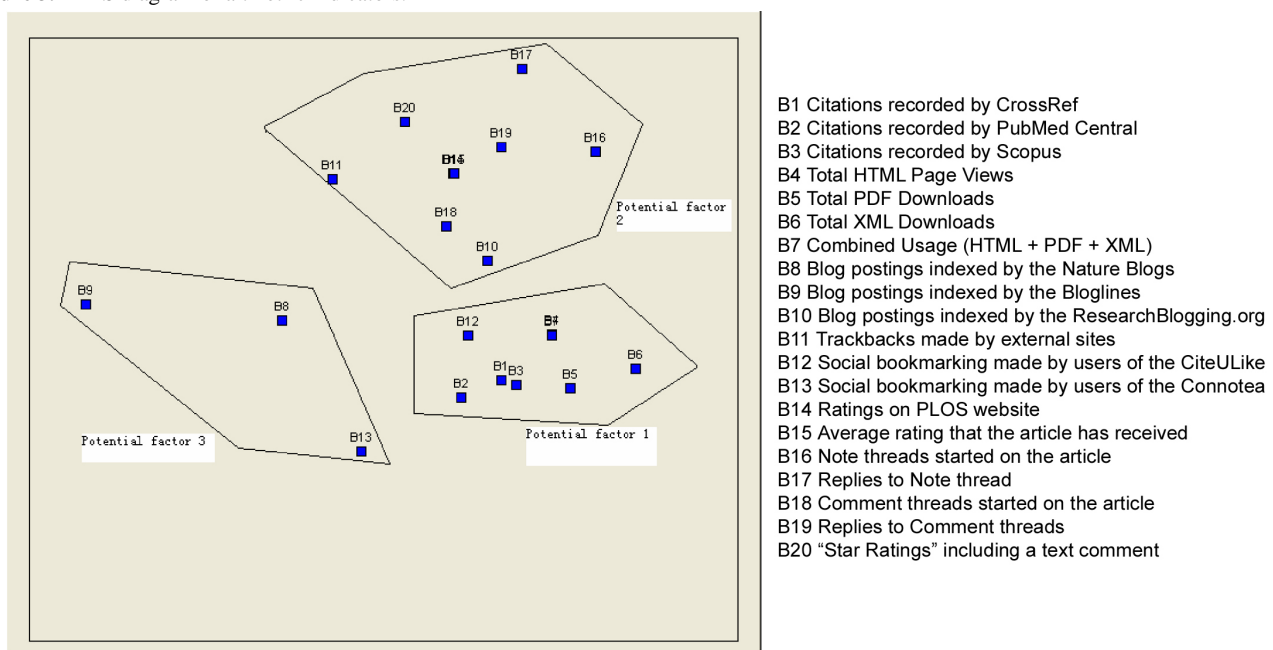 B17
B20
B19
B16
B11
B18
Potential factor
2
B10
B9
B8
B12
B1
B3
B6
B5
B2
Potential factor 3
B13
Potential factor 1
B1 Citations recorded by CrossRef
B2 Citations recorded by PubMed Central
B3 Citations recorded by Scopus
B4 Total HTML Page Views
B5 Total PDF Downloads
B6 Total XML Downloads
B7 Combined Usage (HTML + PDF + XML)
B8 Blog postings indexed by the Nature Blogs
B9 Blog postings indexed by the Bloglines
B10 Blog postings indexed by the ResearchBlogging.org
B11 Trackbacks made by external sites
B12 Social bookmarking made by users of the CiteULike
B13 Social bookmarking made by users of the Connotea
B14 Ratings on PLOS website
B15 Average rating that the article has received
B16 Note threads started on the article
B17 Replies to Note thread
B18 Comment threads started on the article
B19 Replies to Comment threads
B20 “Star Ratings” including a text comment